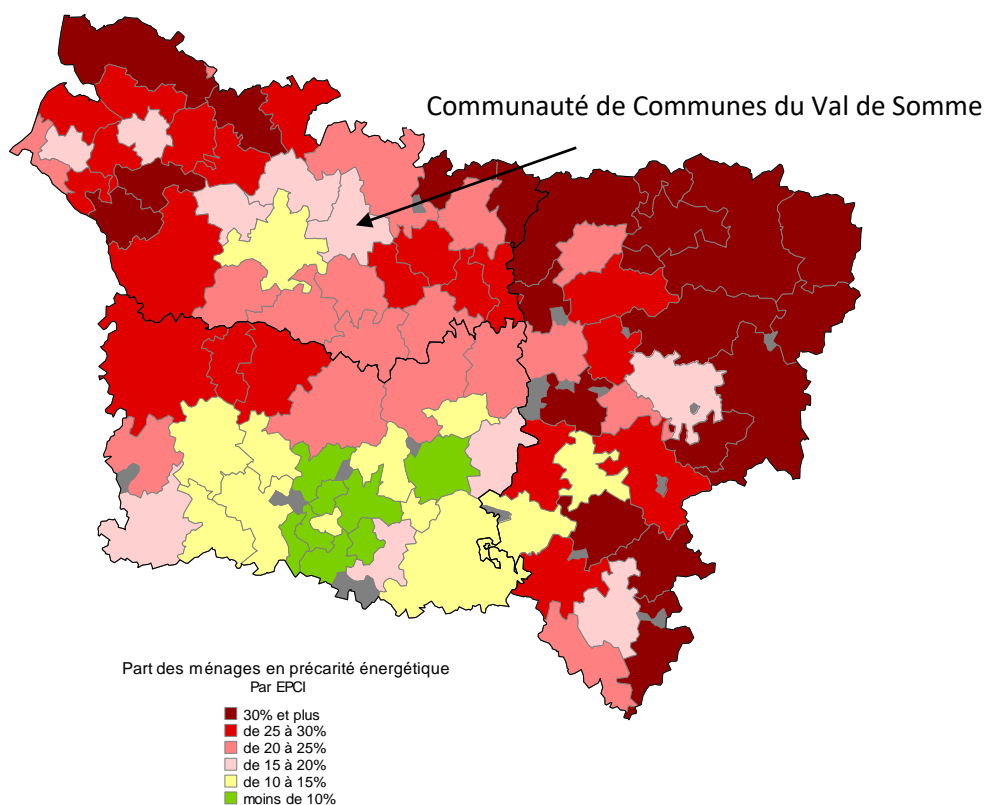 Communauté de Communes du Val de Somme
Part des ménages en précarité énergétique
Par EPCI
30% et plus
de 25 à 30%
de 20 à 25%
de 15 à 20%
de 10 à 15%
moins de 10%